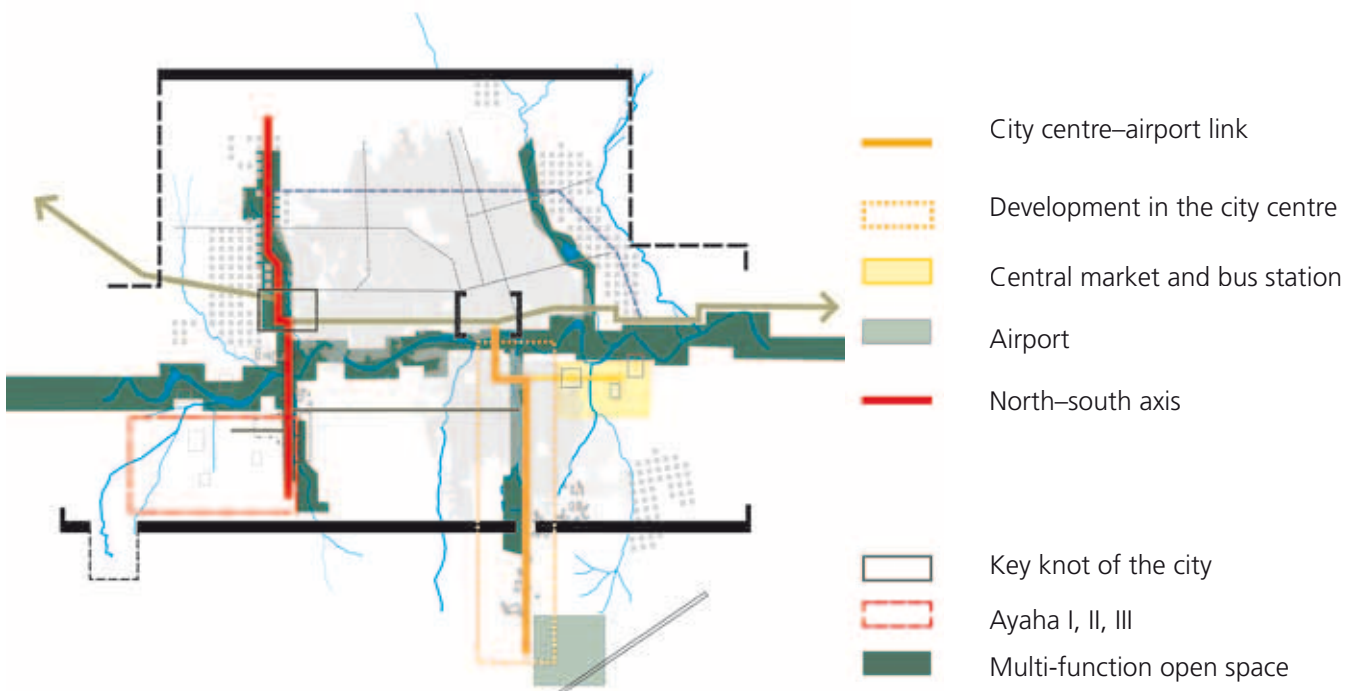 City centre–airport link
Development in the city centre
Central market and bus station
Airport
North–south axis
Key knot of the city
Ayaha I, II, III
Multi-function open space